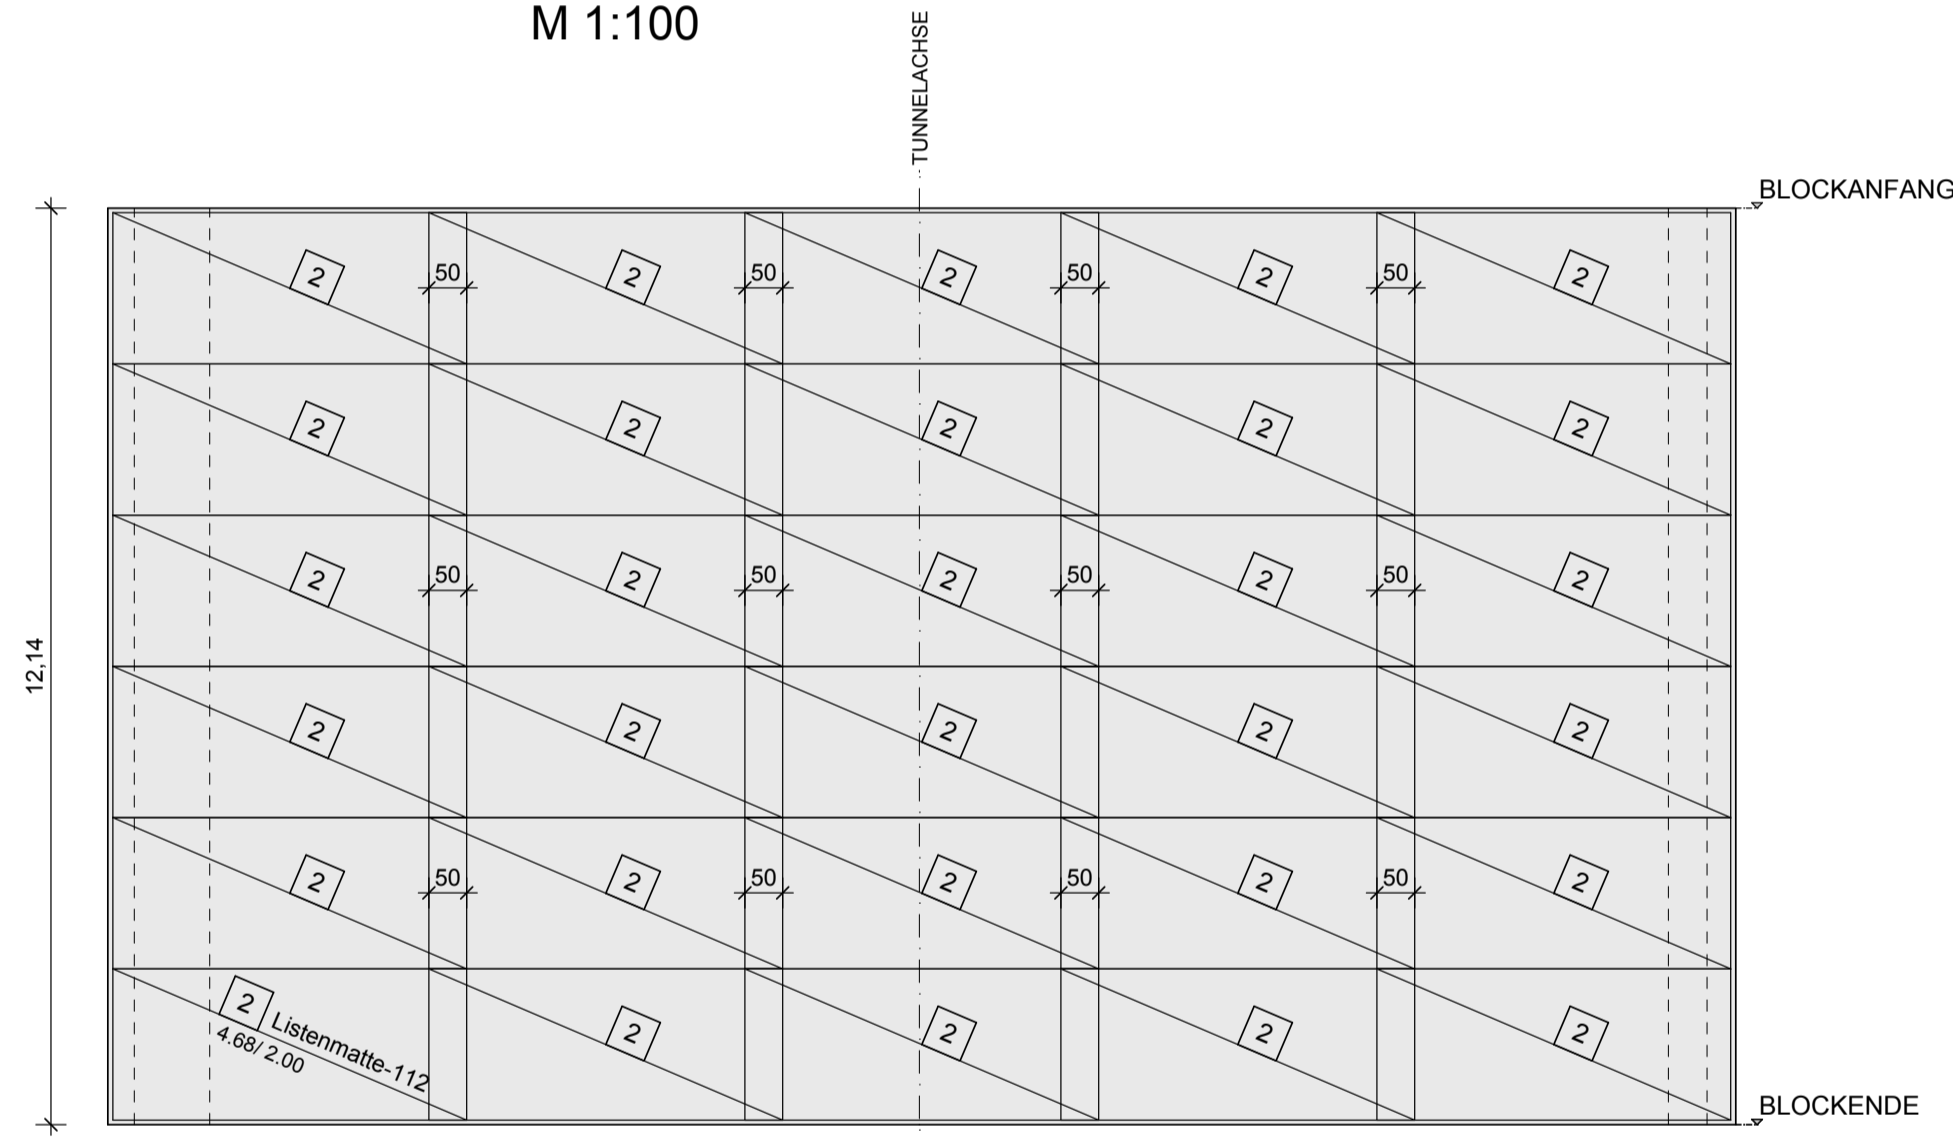 M 1:100
TUNNELACHSE
BLOCKANFANG
2 50 2 50 2 50 2 50 2
2 2 2 2 2
2 50 2 50 2 50 2 50 2
12,14
2 2 2 2 2
2 50 2 50 2 50 2 50 2
2 Listenmatte-112
4.68/ 2.00
2 2 2 2
BLOCKENDE